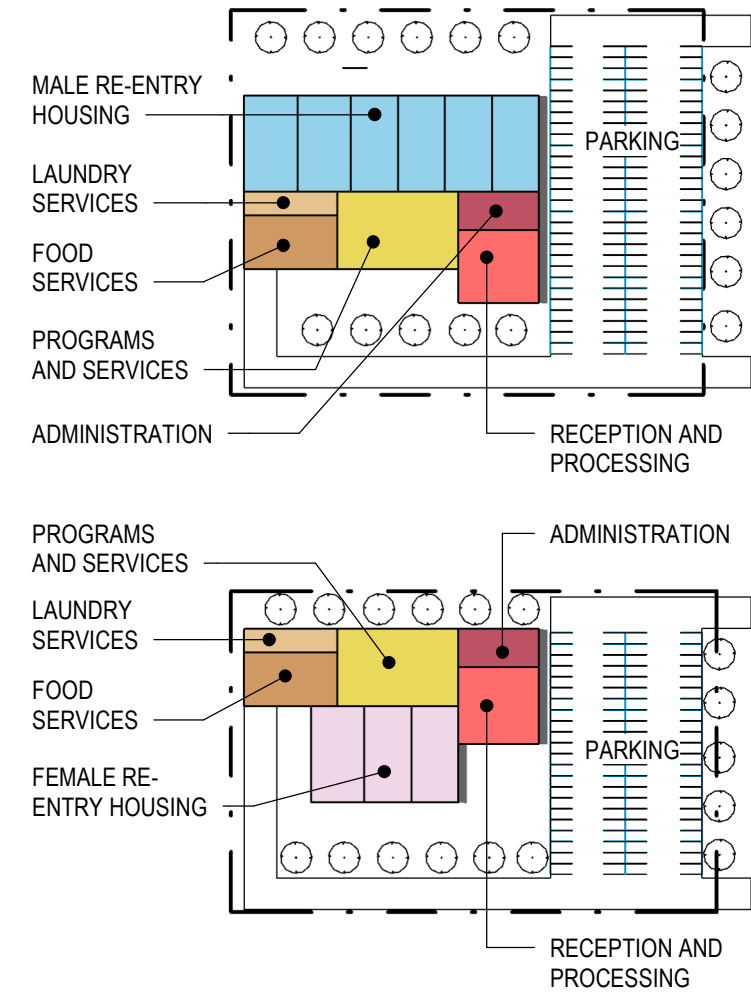 MALE RE-ENTRY
HOUSING
PARKING
LAUNDRY
SERVICES
FOOD
SERVICES
PROGRAMS
AND SERVICES
ADMINISTRATION
RECEPTION AND
PROCESSING
PROGRAMS
AND SERVICES
ADMINISTRATION
LAUNDRY
SERVICES
FOOD
SERVICES
PARKING
FEMALE RE-
ENTRY HOUSING
RECEPTION AND
PROCESSING